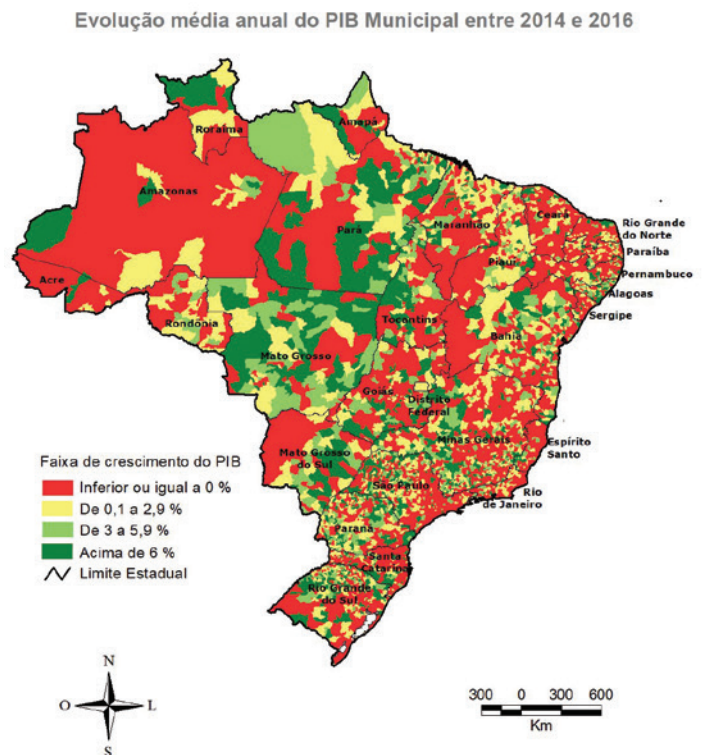 Evolução média anual do PIB Municipal entre 2014 e 2016
Roraima
Amapá
Amazonas
Pará
Maranhão
Ceará
Rio Grande
do Norte
Paraíba
Piauí
Pernambuco
Acre
Alagoas
Sergipe
Tocantins
Rondonia
Bahia
Mato Grosso
Goiás
Distrito
Federal
Minas Gerais
Espírito
Santo
Mato Grosso
do Sul
São Paulo
Rio
de Janeiro
Paraná
Santa
Catarina
Rio Grande
do Sul
Faixa de crescimento do PIB
Inferior ou igual a 0 %
De 0,1 a 2,9 %
De 3 a 5,9 %
Acima de 6 %
Limite Estadual
N
O L
S
300 0 300 600
Km